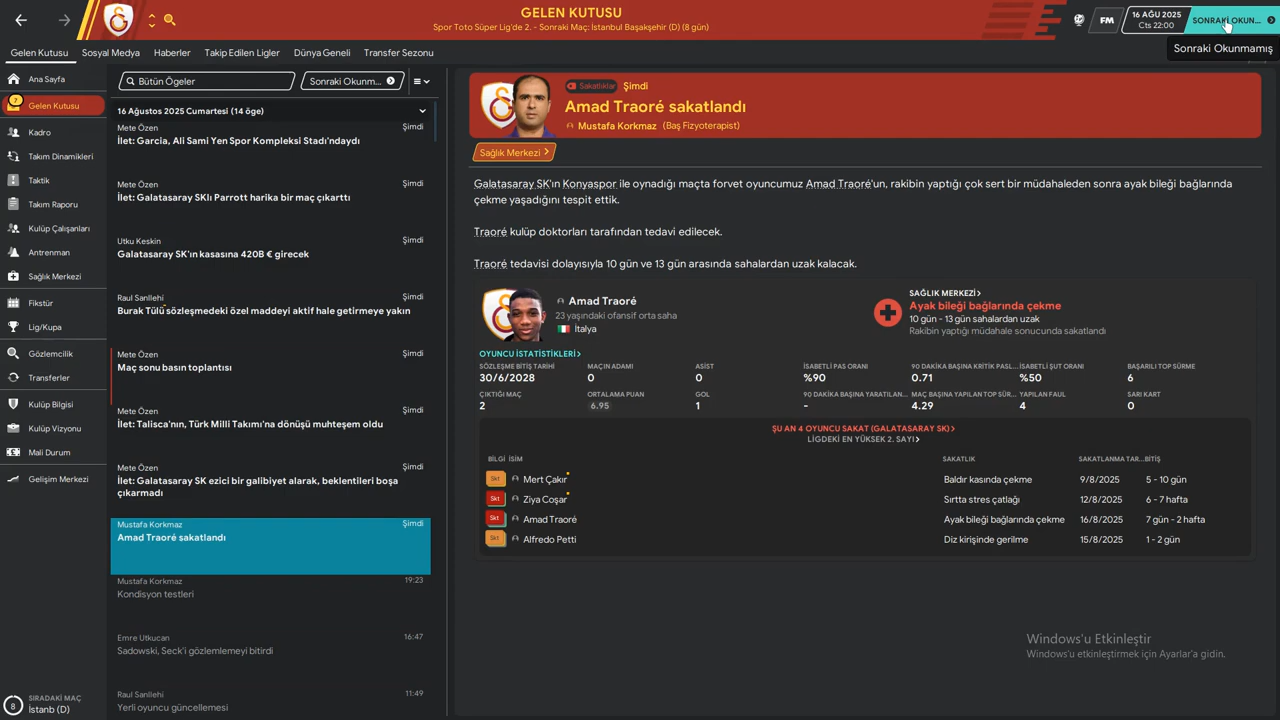 GELEN KUTUSU
Spor Toto Süper Lig'de 2. - Sonraki Maç: İstanbul Başakşehir (D) (8 gün)
FM
16 AĞU 2025
Cts 22:00
SONRAKİ OKUN...
Sonraki Okunmamış
Gelen Kutusu
Sosyal Medya
Haberler
Takip Edilen Ligler
Dünya Geneli
Transfer Sezonu
Ana Sayfa
7
Gelen Kutusu
Kadro
Takım Dinamikleri
Taktik
Takım Raporu
Kulüp Çalışanları
Antrenman
Sağlık Merkezi
Fikstür
Lig/Kupa
Gözlemcilik
Transferler
Kulüp Bilgisi
Kulüp Vizyonu
Mali Durum
Gelişim Merkezi
8
SIRADAKİ MAÇ
İstanb (D)
Bütün Ögeler
Sonraki Okunm...
16 Ağustos 2025 Cumartesi (14 öge)
Mete Özen Şimdi
İlet: Garcia, Ali Sami Yen Spor Kompleksi Stadı'ndaydı
Mete Özen Şimdi
İlet: Galatasaray SKlı Parrott harika bir maç çıkarttı
Utku Keskin Şimdi
Galatasaray SK'ın kasasına 420B € girecek
Raul Sanllehi Şimdi
Burak Tülü sözleşmedeki özel maddeyi aktif hale getirmeye yakın
Mete Özen Şimdi
Maç sonu basın toplantısı
Mete Özen Şimdi
İlet: Talisca'nın, Türk Milli Takımı'na dönüşü muhteşem oldu
Mete Özen Şimdi
İlet: Galatasaray SK ezici bir galibiyet alarak, beklentileri boşa
çıkarmadı
Mustafa Korkmaz Şimdi
Amad Traoré sakatlandı
Mustafa Korkmaz 19:23
Kondisyon testleri
Emre Utkucan 16:47
Sadowski, Seck'i gözlemlemeyi bitirdi
Raul Sanllehi 11:49
Yerli oyuncu güncellemesi
Sakatlıklar Şimdi
Amad Traoré sakatlandı
Mustafa Korkmaz (Baş Fizyoterapist)
Sağlık Merkezi
Galatasaray SK'ın Konyaspor ile oynadığı maçta forvet oyuncumuz Amad Traoré'un, rakibin yaptığı çok sert bir müdahaleden sonra ayak bileği bağlarında
çekme yaşadığını tespit ettik.
Traoré kulüp doktorları tarafından tedavi edilecek.
Traoré tedavisi dolayısıyla 10 gün ve 13 gün arasında sahalardan uzak kalacak.
Amad Traoré
23 yaşındaki ofansif orta saha
İtalya
SAĞLIK MERKEZİ
Ayak bileği bağlarında çekme
10 gün - 13 gün sahalardan uzak
Rakibin yaptığı müdahale sonucunda sakatlandı
OYUNCU İSTATİSTİKLERİ
SÖZLEŞME BİTİŞ TARİHİ MAÇIN ADAMI ASİST İSABETLİ PAS ORANI 90 DAKİKA BAŞINA KRİTİK PASL... İSABETLİ ŞUT ORANI BAŞARILI TOP SÜRME
30/6/2028 0 0 %90 0.71 %50 6
ÇIKTIĞI MAÇ ORTALAMA PUAN GOL 90 DAKİKA BAŞINA YARATILAN... MAÇ BAŞINA YAPILAN TOP SÜR... YAPILAN FAUL SARI KART
2 6.95 1 - 4.29 4 0
ŞU AN 4 OYUNCU SAKAT (GALATASARAY SK)
LİGDEKİ EN YÜKSEK 2. SAYI
BİLGİ İSİM SAKATLIK SAKATLANMA TAR... BİTİŞ
Skt Mert Çakır Baldır kasında çekme 9/8/2025 5 - 10 gün
Skt Ziya Coşar Sırtta stres çatlağı 12/8/2025 6 - 7 hafta
Skt Amad Traoré Ayak bileği bağlarında çekme 16/8/2025 7 gün - 2 hafta
Skt Alfredo Petti Diz kirişinde gerilme 15/8/2025 1 - 2 gün
Windows'u Etkinleştir
Windows'u etkinleştirmek için Ayarlar'a gidin.